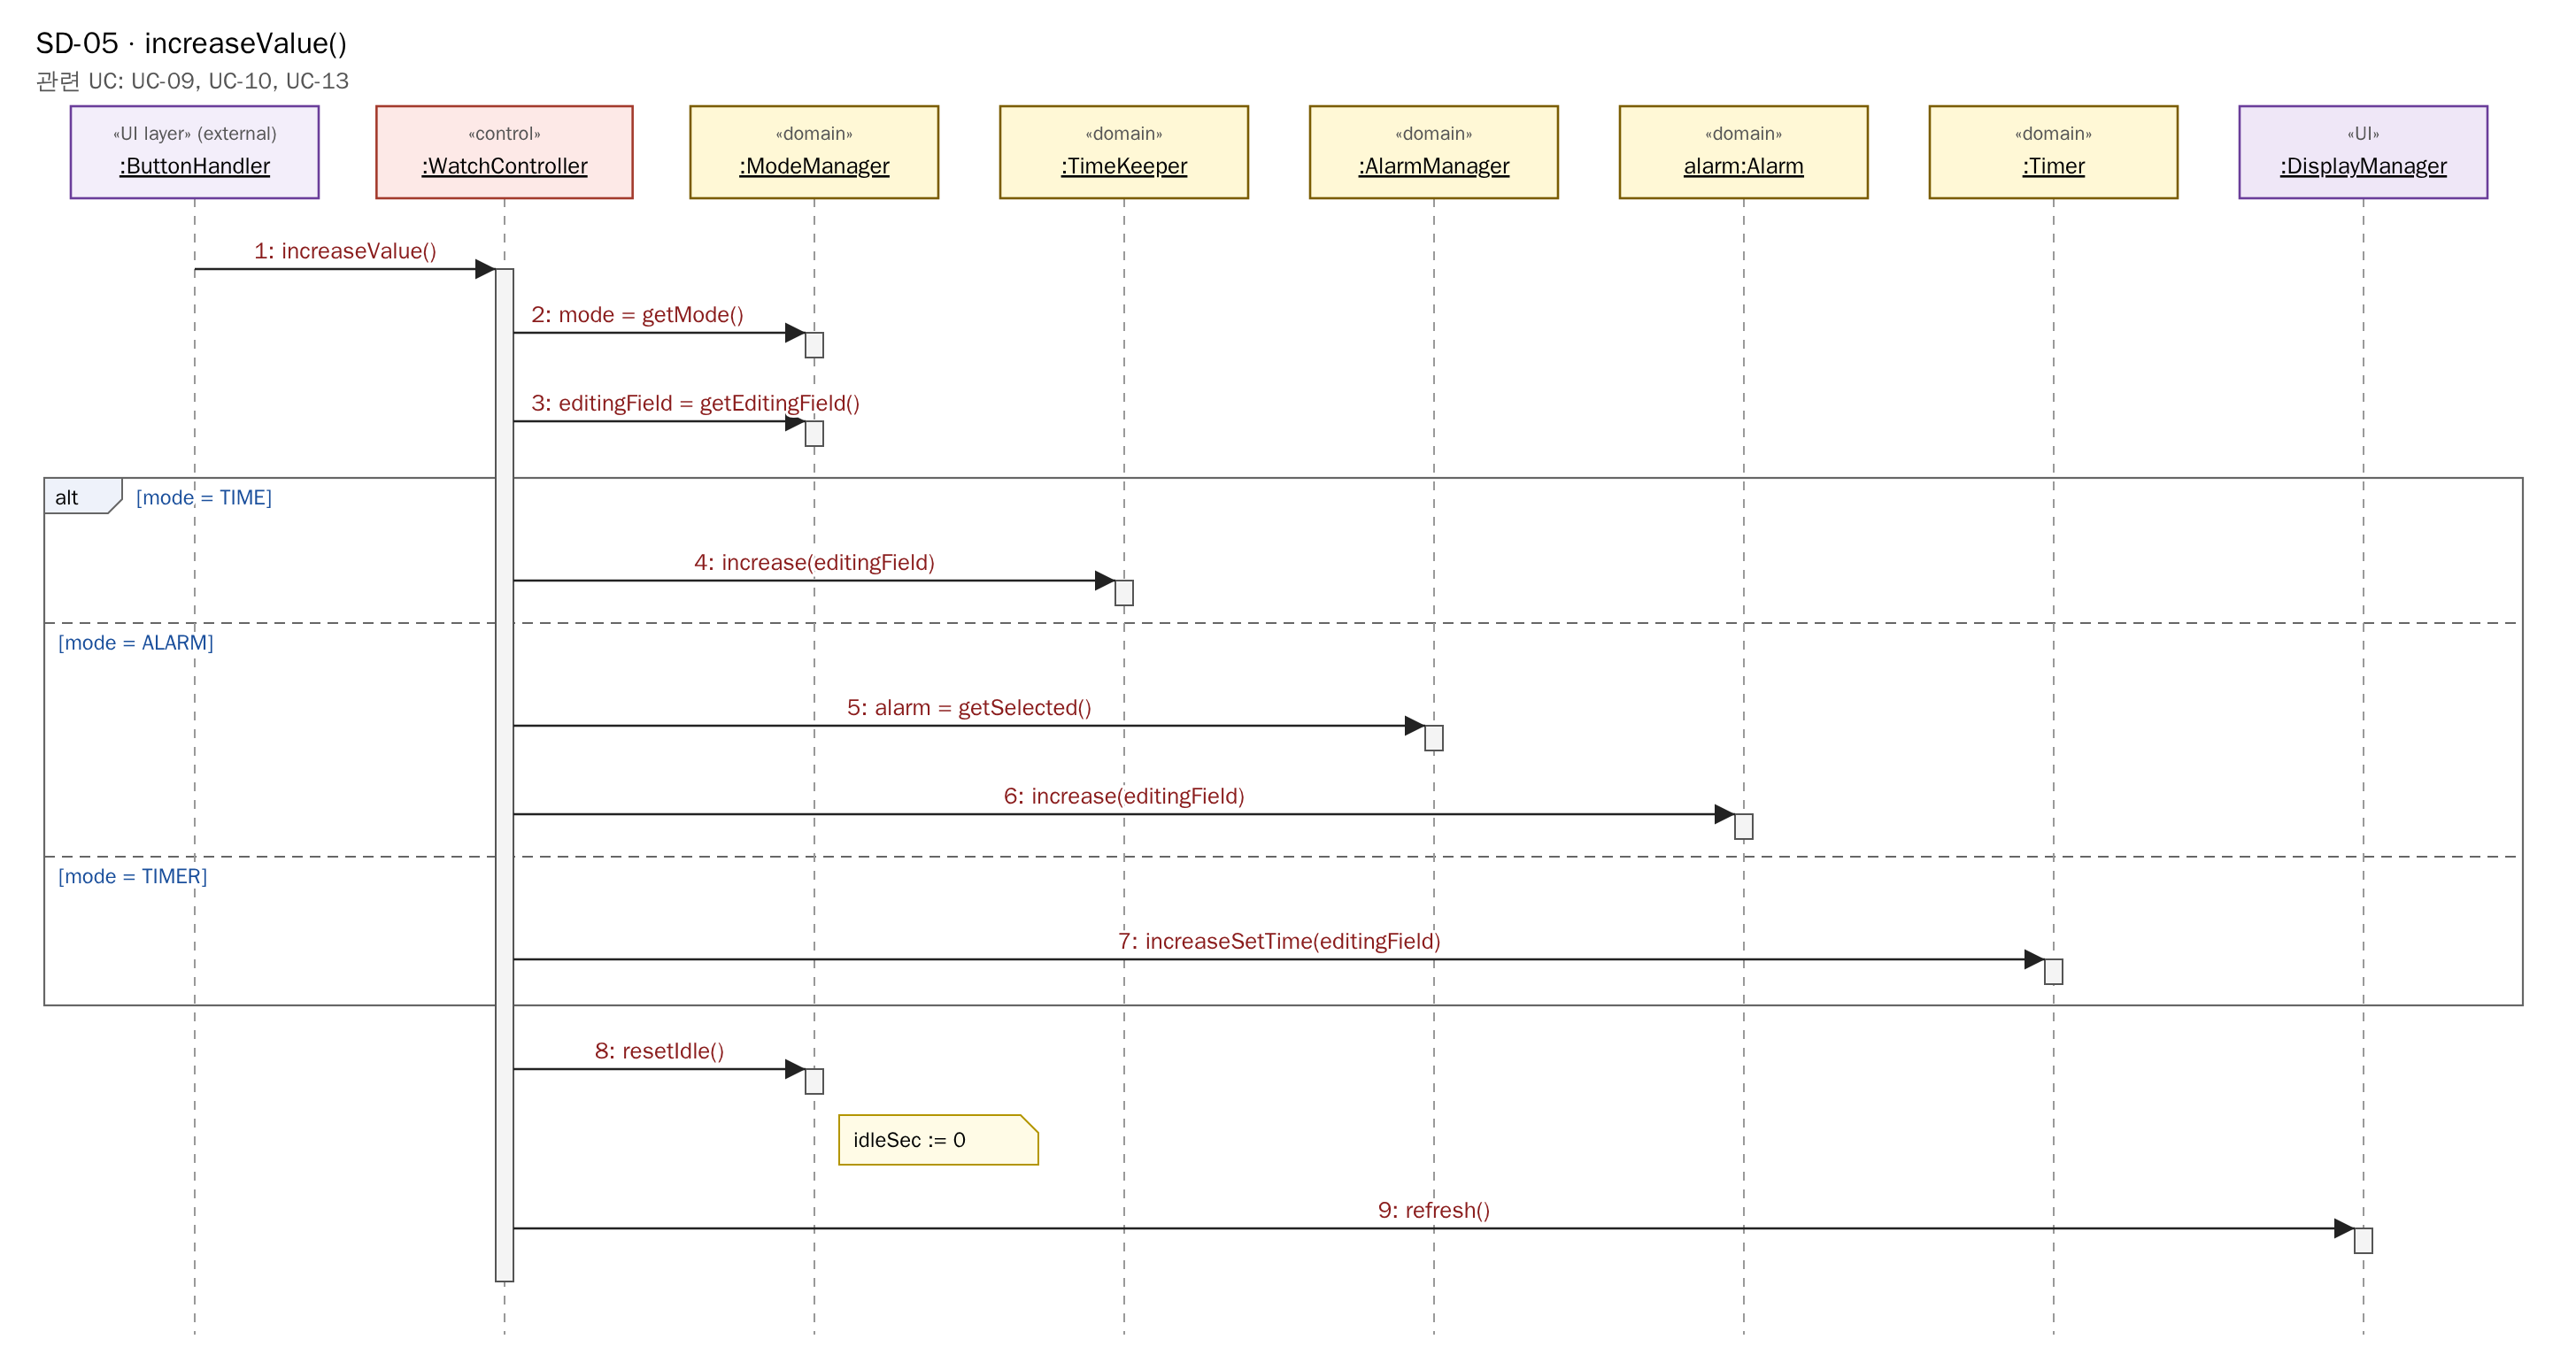 SD-05 · increaseValue()
관련 UC: UC-09, UC-10, UC-13
«UI layer» (external)
:ButtonHandler
«control»
:WatchController
«domain»
:ModeManager
«domain»
:TimeKeeper
«domain»
:AlarmManager
«domain»
alarm:Alarm
«domain»
:Timer
«UI»
:DisplayManager
1: increaseValue()
2: mode = getMode()
3: editingField = getEditingField()
alt
[mode = TIME]
4: increase(editingField)
[mode = ALARM]
5: alarm = getSelected()
6: increase(editingField)
[mode = TIMER]
7: increaseSetTime(editingField)
8: resetIdle()
idleSec := 0
9: refresh()